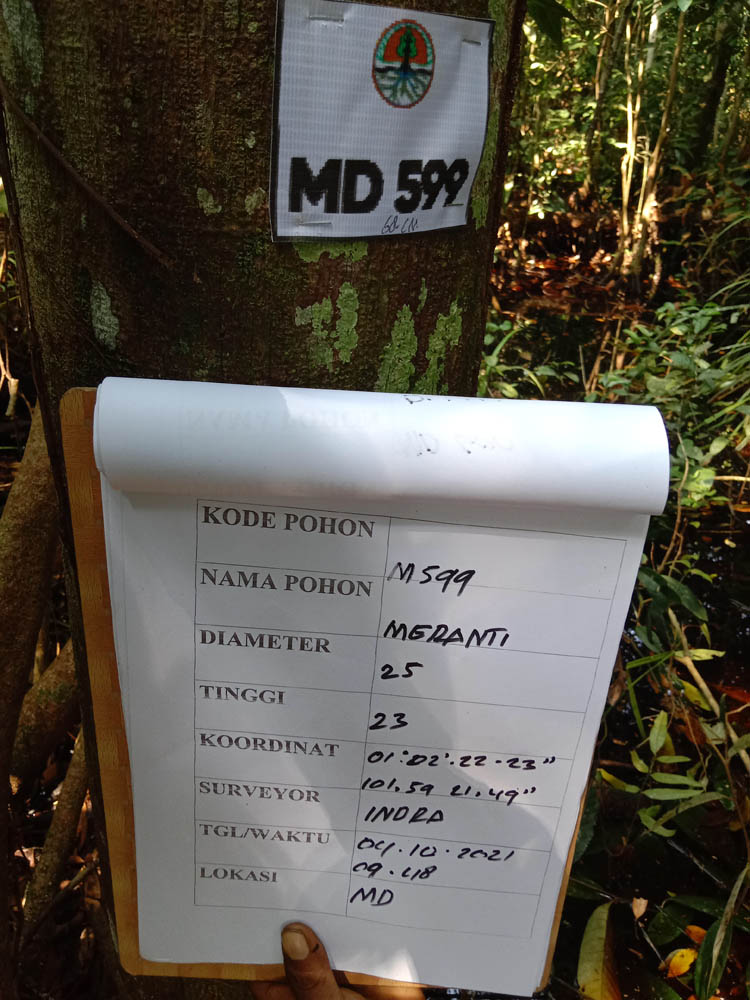 MD 599
KODE POHON
M599
NAMA POHON
MERANTI
DIAMETER
25
TINGGI
23
KOORDINAT
01°02'.22.23"
101.59 21.49"
SURVEYOR
INDRA
TGL/WAKTU
04.10.2021
09.48
LOKASI
MD